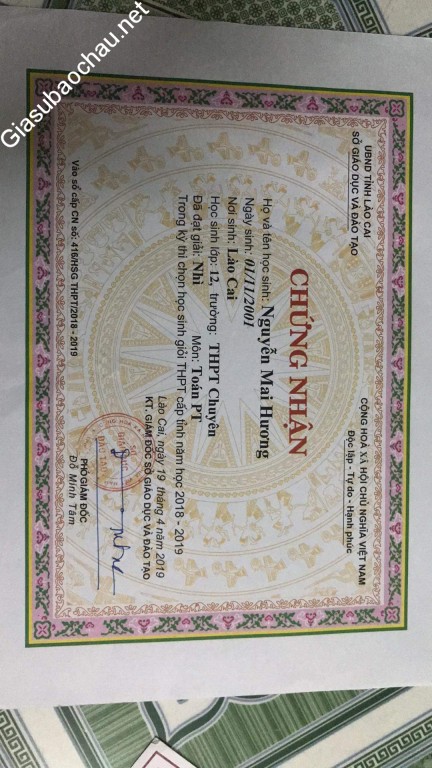 Giasubaochau.net
UBND TỈNH LÀO CAI
SỞ GIÁO DỤC VÀ ĐÀO TẠO
CỘNG HOÀ XÃ HỘI CHỦ NGHĨA VIỆT NAM
Độc lập - Tự do - Hạnh phúc
CHỨNG NHẬN
Họ và tên học sinh: Nguyễn Mai Hương
Ngày sinh: 01/11/2001
Nơi sinh: Lào Cai
Học sinh lớp: 12, trường: THPT Chuyên
Đã đạt giải: Nhì Môn: Toán PT
Trong kỳ thi chọn học sinh giỏi THPT cấp tỉnh năm học 2018 - 2019
Lào Cai, ngày 19 tháng 4 năm 2019
KT. GIÁM ĐỐC SỞ GIÁO DỤC VÀ ĐÀO TẠO
PHÓ GIÁM ĐỐC
Đỗ Minh Tâm
Vào sổ cấp CN số: 416/HSG THPT/2018 - 2019